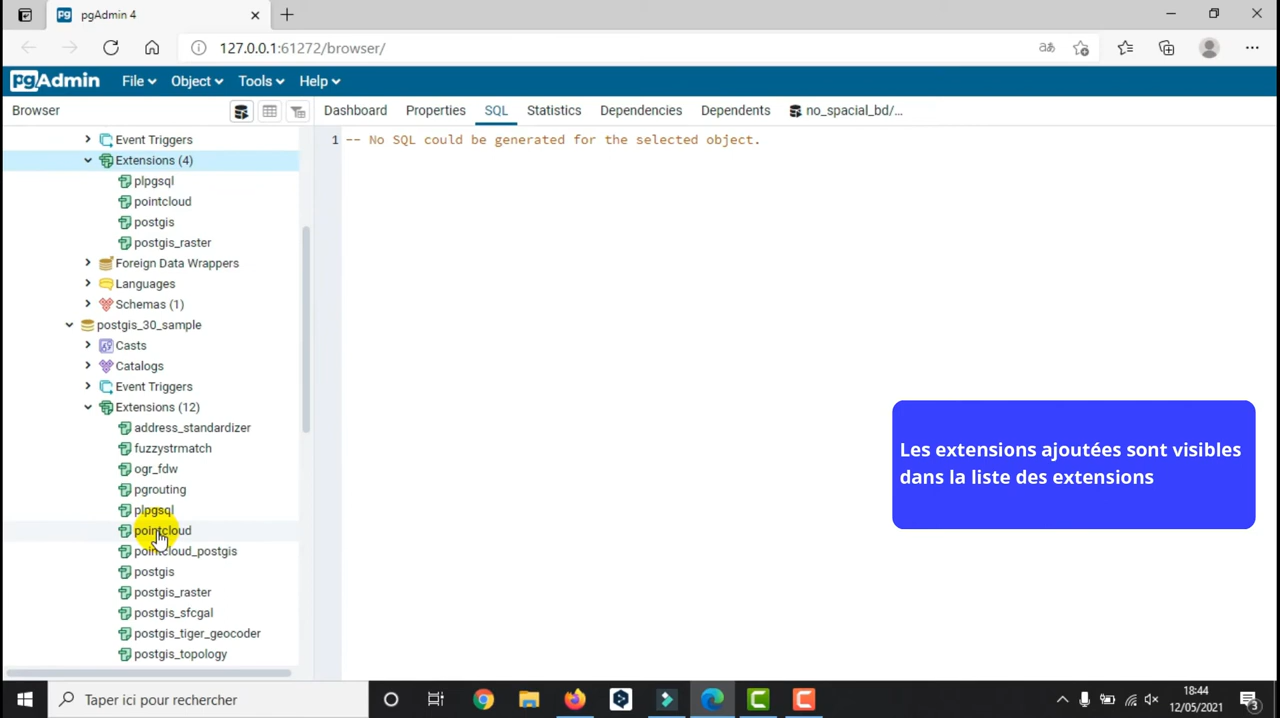 pgAdmin 4
127.0.0.1:61272/browser/
pgAdmin File Object Tools Help
Browser
Dashboard Properties SQL Statistics Dependencies Dependents no_spacial_bd/...
Event Triggers
Extensions (4)
plpgsql
pointcloud
postgis
postgis_raster
Foreign Data Wrappers
Languages
Schemas (1)
postgis_30_sample
Casts
Catalogs
Event Triggers
Extensions (12)
address_standardizer
fuzzystrmatch
ogr_fdw
pgrouting
plpgsql
pointcloud
pointcloud_postgis
postgis
postgis_raster
postgis_sfcgal
postgis_tiger_geocoder
postgis_topology
1 -- No SQL could be generated for the selected object.
Les extensions ajoutées sont visibles
dans la liste des extensions
Taper ici pour rechercher
18:44
12/05/2021
3